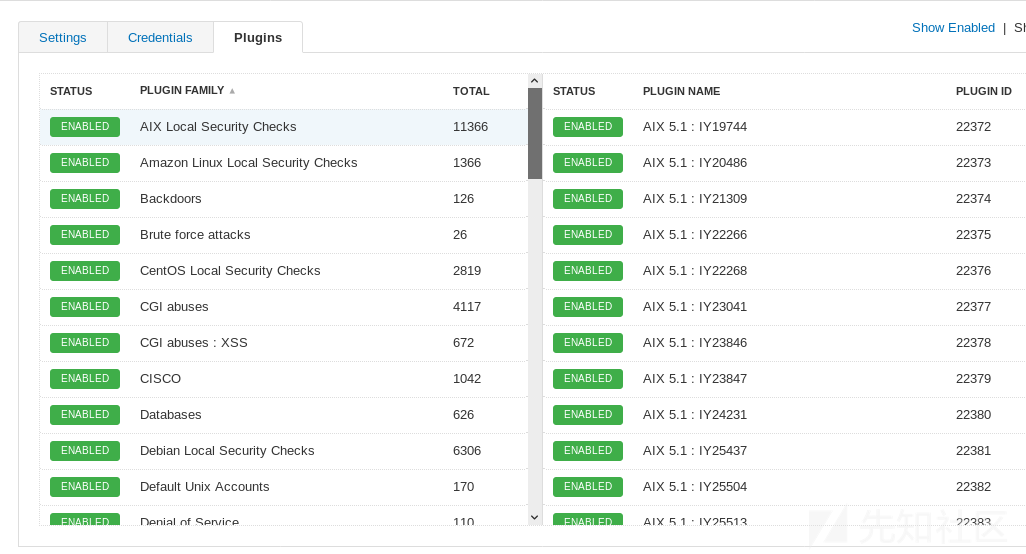 Settings Credentials Plugins Show Enabled | Sh
STATUS PLUGIN FAMILY ▲ TOTAL STATUS PLUGIN NAME PLUGIN ID
ENABLED AIX Local Security Checks 11366 ENABLED AIX 5.1 : IY19744 22372
ENABLED Amazon Linux Local Security Checks 1366 ENABLED AIX 5.1 : IY20486 22373
ENABLED Backdoors 126 ENABLED AIX 5.1 : IY21309 22374
ENABLED Brute force attacks 26 ENABLED AIX 5.1 : IY22266 22375
ENABLED CentOS Local Security Checks 2819 ENABLED AIX 5.1 : IY22268 22376
ENABLED CGI abuses 4117 ENABLED AIX 5.1 : IY23041 22377
ENABLED CGI abuses : XSS 672 ENABLED AIX 5.1 : IY23846 22378
ENABLED CISCO 1042 ENABLED AIX 5.1 : IY23847 22379
ENABLED Databases 626 ENABLED AIX 5.1 : IY24231 22380
ENABLED Debian Local Security Checks 6306 ENABLED AIX 5.1 : IY25437 22381
ENABLED Default Unix Accounts 170 ENABLED AIX 5.1 : IY25504 22382
ENABLED Denial of Service 110 ENABLED AIX 5.1 : IY25513 22383
先知社区